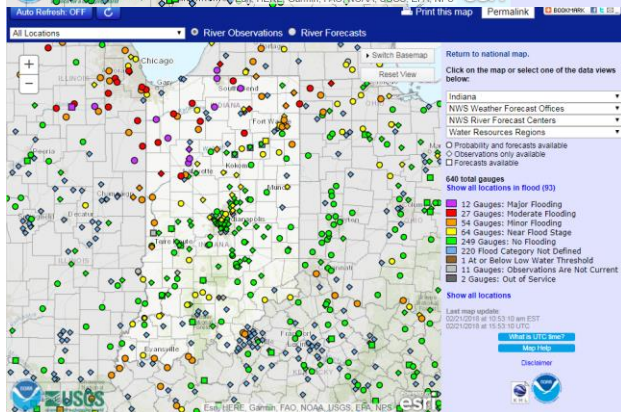 Auto Refresh: OFF
Print this map
Permalink
BOOKMARK
All Locations
River Observations
River Forecasts
Switch Basemap
Reset View
+
−
Chicago
South Bend
Fort
Kokomo
INDIANA
ILLINOIS
Peoria
Decatur
Evansville
Esri, HERE, Garmin, FAO, NOAA, USGS, EPA, NPS
esri
NOAA
USGS
Return to national map.
Click on the map or select one of the data views
below:
Indiana
NWS Weather Forecast Offices
NWS River Forecast Centers
Water Resources Regions
Probability and forecasts available
Observations only available
Forecasts available
640 total gauges
Show all locations in flood (93)
12 Gauges: Major Flooding
27 Gauges: Moderate Flooding
54 Gauges: Minor Flooding
64 Gauges: Near Flood Stage
249 Gauges: No Flooding
220 Flood Category Not Defined
1 At or Below Low Water Threshold
11 Gauges: Observations Are Not Current
2 Gauges: Out of Service
Show all locations
Last map update:
02/21/2018 at 10:53:10 am EST
02/21/2018 at 15:53:10 UTC
What is UTC time?
Map Help
Disclaimer